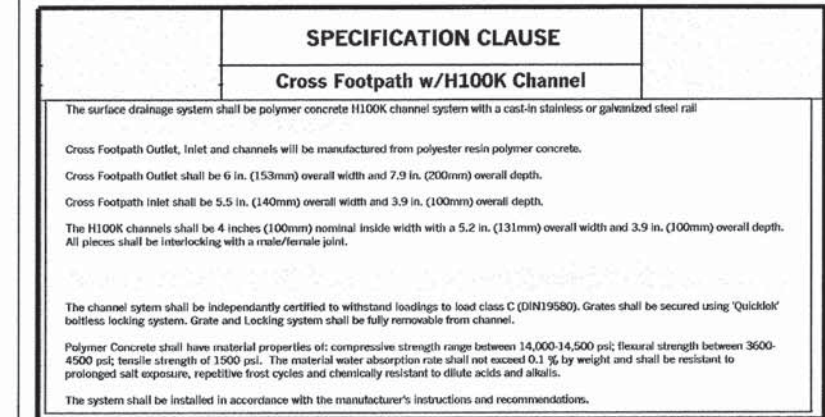 SPECIFICATION CLAUSE
Cross Footpath w/H100K Channel
The surface drainage system shall be polymer concrete H100K channel system with a cast-in stainless or galvanized steel rail
Cross Footpath Outlet, Inlet and channels will be manufactured from polyester resin polymer concrete.
Cross Footpath Outlet shall be 6 in. (153mm) overall width and 7.9 in. (200mm) overall depth.
Cross Footpath Inlet shall be 5.5 in. (140mm) overall width and 3.9 in. (100mm) overall depth.
The H100K channels shall be 4 inches (100mm) nominal inside width with a 5.2 in. (131mm) overall width and 3.9 in. (100mm) overall depth.
All pieces shall be interlocking with a male/female joint.
The channel sytem shall be independantly certified to withstand loadings to load class C (DIN19580). Grates shall be secured using 'Quicklok'
boltless locking system. Grate and Locking system shall be fully removable from channel.
Polymer Concrete shall have material properties of: compressive strength range between 14,000-14,500 psi; flexural strength between 3600-
4500 psi; tensile strength of 1500 psi. The material water absorption rate shall not exceed 0.1 % by weight and shall be resistant to
prolonged salt exposure, repetitive frost cycles and chemically resistant to dilute acids and alkalis.
The system shall be installed in accordance with the manufacturer's instructions and recommendations.